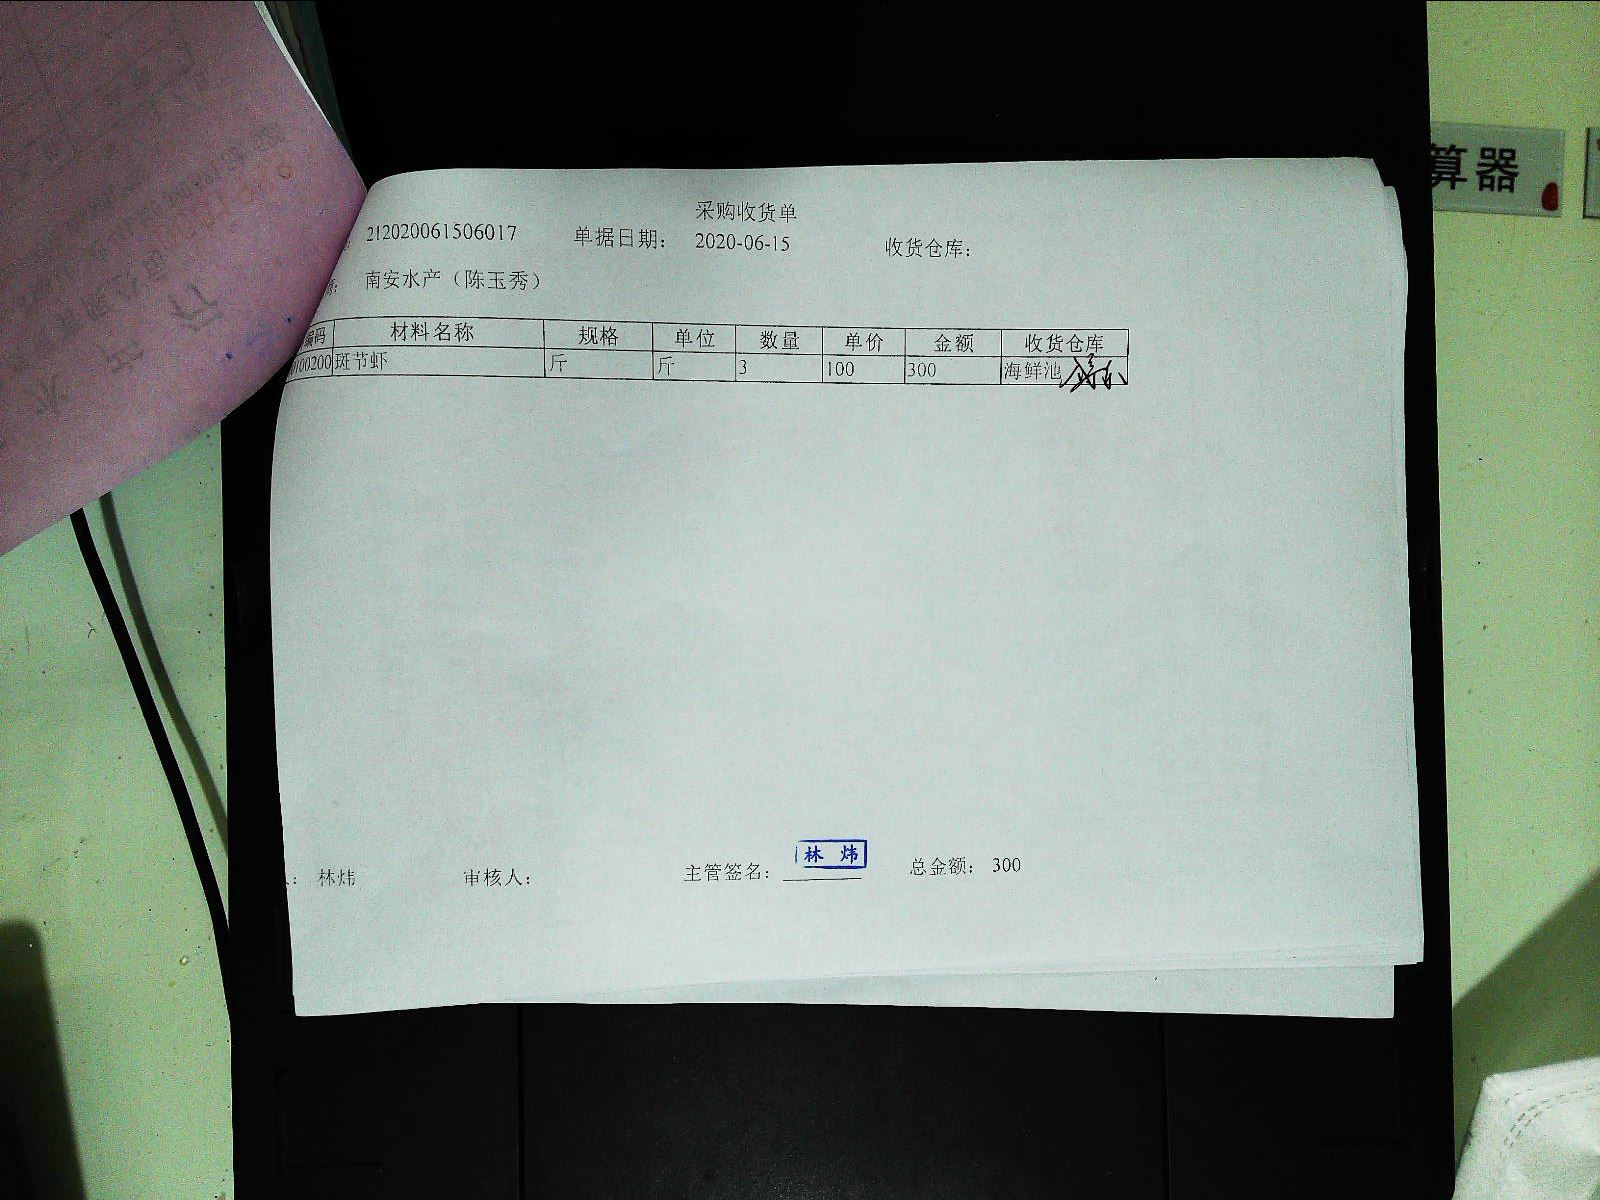 采购收货单
212020061506017 单据日期： 2020-06-15 收货仓库：
南安水产（陈玉秀）
编码 材料名称 规格 单位 数量 单价 金额 收货仓库
100200 斑节虾 斤 斤 3 100 300 海鲜池
林炜 审核人： 主管签名： 林 炜 总金额： 300
算器